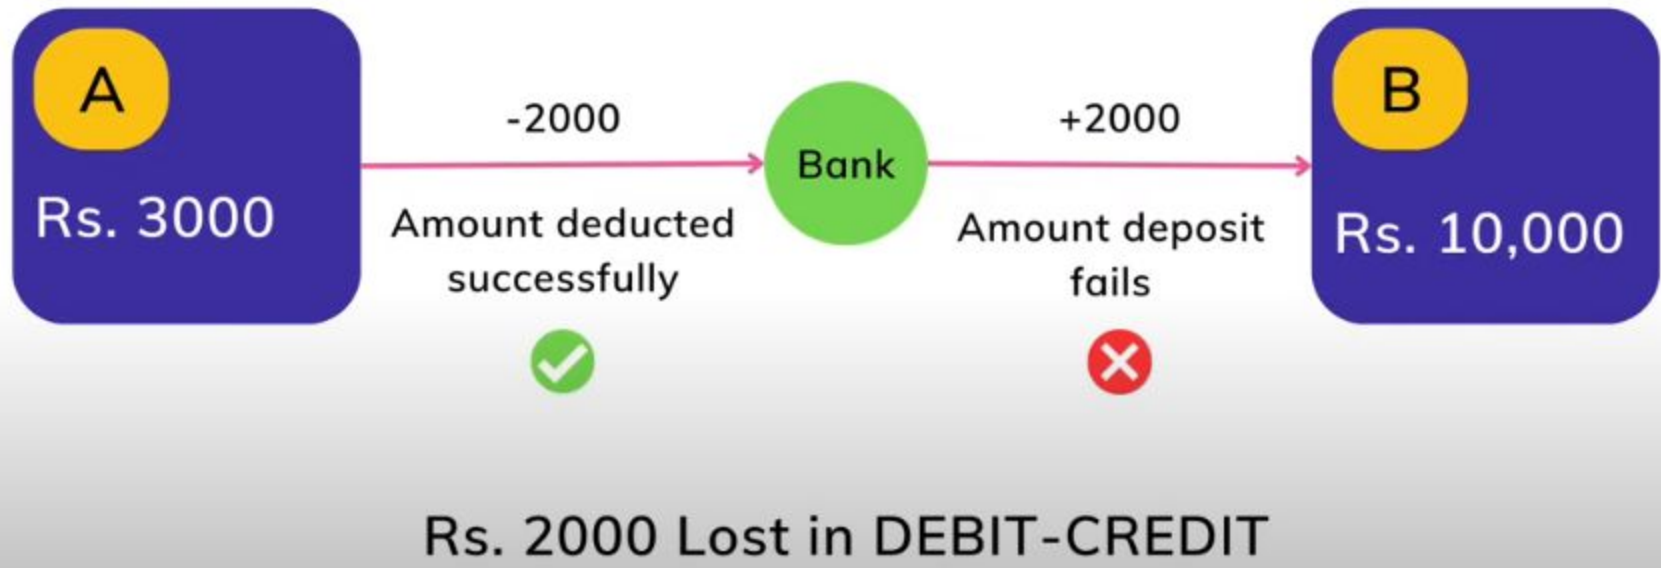 A
Rs. 3000
-2000
Amount deducted
successfully
Bank
+2000
Amount deposit
fails
B
Rs. 10,000
Rs. 2000 Lost in DEBIT-CREDIT